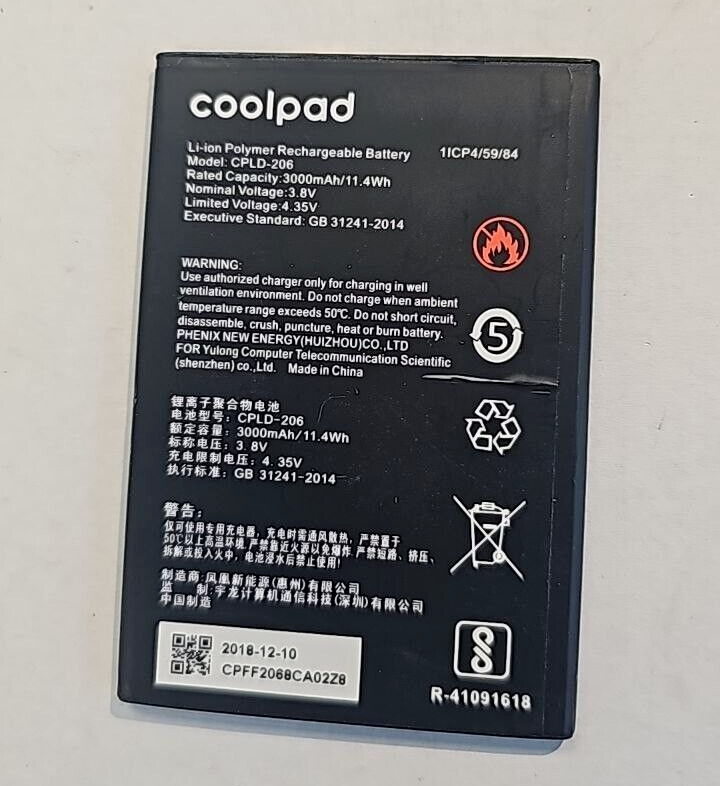 coolpad
Li-ion Polymer Rechargeable Battery 1ICP4/59/84
Model: CPLD-206
Rated Capacity:3000mAh/11.4Wh
Nominal Voltage:3.8V
Limited Voltage:4.35V
Executive Standard: GB 31241-2014
WARNING:
Use authorized charger only for charging in well
ventilation environment. Do not charge when ambient
temperature range exceeds 50℃. Do not short circuit,
disassemble, crush, puncture, heat or burn battery.
PHENIX NEW ENERGY(HUIZHOU)CO.,LTD
FOR Yulong Computer Telecommunication Scientific
(shenzhen) co.,Ltd. Made in China
5
锂离子聚合物电池
电池型号: CPLD-206
额定容量: 3000mAh/11.4Wh
标称电压: 3.8V
充电限制电压: 4.35V
执行标准: GB 31241-2014
警告:
仅可使用专用充电器, 充电时需通风散热, 严禁置于
50℃以上高温环境,严禁靠近火源以免爆炸,严禁短路、挤压、
拆解或投入火中, 电池浸水后禁止使用!
制造商: 凤凰新能源(惠州)有限公司
监 制: 宇龙计算机通信科技(深圳)有限公司
中国制造
2018-12-10
CPFF2068CA02Z8
R-41091618